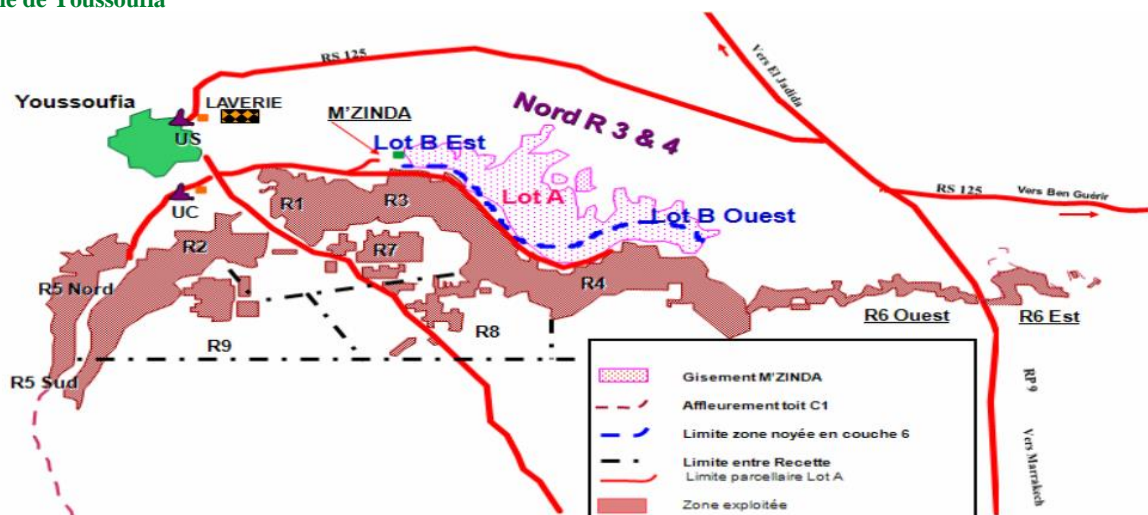 ne de Youssoufia
RS 125
Vers El Jadida
Youssoufia
LAVERIE
US
M'ZINDA
Nord R 3 & 4
Lot B Est
Lot A
Lot B Ouest
RS 125
Vers Ben Guérir
UC
R1
R3
R2
R7
R5 Nord
R4
R6 Ouest
R6 Est
R8
R9
R5 Sud
RP 9
Vers Marrakech
Gisement M'ZINDA
Affleurement toit C1
Limite zone noyée en couche 6
Limite entre Recette
Limite parcellaire Lot A
Zone exploitée